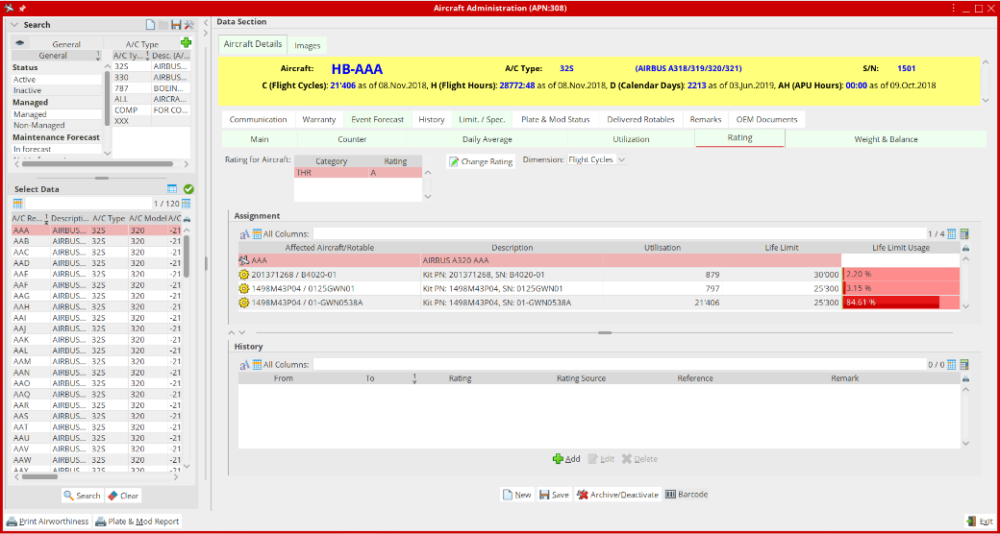 Aircraft Administration (APN:308)
Search
General A/C Type
General 1
A/C Ty... 1 Desc. (A/...
Status
Active
Inactive
Managed
Managed
Non-Managed
Maintenance Forecast
In forecast
32S AIRBUS...
330 AIRBUS...
787 BOEIN...
ALL AIRCRA...
COMP FOR CO...
XXX
Select Data
1 / 120
A/C Re... 1 Descripti... A/C Type A/C Model A/C
AAA AIRBUS... 32S 320 -21
AAB AIRBUS... 32S 320 -21
AAC AIRBUS... 32S 320 -21
AAD AIRBUS... 32S 320 -21
AAE AIRBUS... 32S 320 -21
AAF AIRBUS... 32S 320 -21
AAG AIRBUS... 32S 320 -21
AAH AIRBUS... 32S 320 -21
AAI AIRBUS... 32S 320 -21
AAJ AIRBUS... 32S 320 -21
AAK AIRBUS... 32S 320 -21
AAL AIRBUS... 32S 320 -21
AAM AIRBUS... 32S 320 -21
AAN AIRBUS... 32S 320 -21
AAO AIRBUS... 32S 320 -21
AAQ AIRBUS... 32S 320 -21
AAR AIRBUS... 32S 320 -21
AAS AIRBUS... 32S 320 -21
AAT AIRBUS... 32S 320 -21
AAU AIRBUS... 32S 320 -21
AAV AIRBUS... 32S 320 -21
AAW AIRBUS... 32S 320 -21
AAX AIRBUS... 32S 320 -21
Search Clear
Print Airworthiness Plate & Mod Report
Data Section
Aircraft Details Images
Aircraft: HB-AAA A/C Type: 32S (AIRBUS A318/319/320/321) S/N: 1501
C (Flight Cycles): 21'406 as of 08.Nov.2018, H (Flight Hours): 28772:48 as of 08.Nov.2018, D (Calendar Days): 2213 as of 03.Jun.2019, AH (APU Hours): 00:00 as of 09.Oct.2018
Communication Warranty Event Forecast History Limit. / Spec. Plate & Mod Status Delivered Rotables Remarks OEM Documents
Main Counter Daily Average Utilization Rating Weight & Balance
Rating for Aircraft: Category Rating Change Rating Dimension: Flight Cycles
THR A
Assignment
All Columns: 1 / 4
Affected Aircraft/Rotable Description Utilisation Life Limit Life Limit Usage
AAA AIRBUS A320 AAA
201371268 / B4020-01 Kit PN: 201371268, SN: B4020-01 879 30'000 2.20 %
1498M43P04 / 0125GWN01 Kit PN: 1498M43P04, SN: 0125GWN01 797 25'300 3.15 %
1498M43P04 / 01-GWN0538A Kit PN: 1498M43P04, SN: 01-GWN0538A 21'406 25'300 84.61 %
History
All Columns: 0 / 0
From To 1 Rating Rating Source Reference Remark
Add Edit Delete
New Save Archive/Deactivate Barcode
Exit